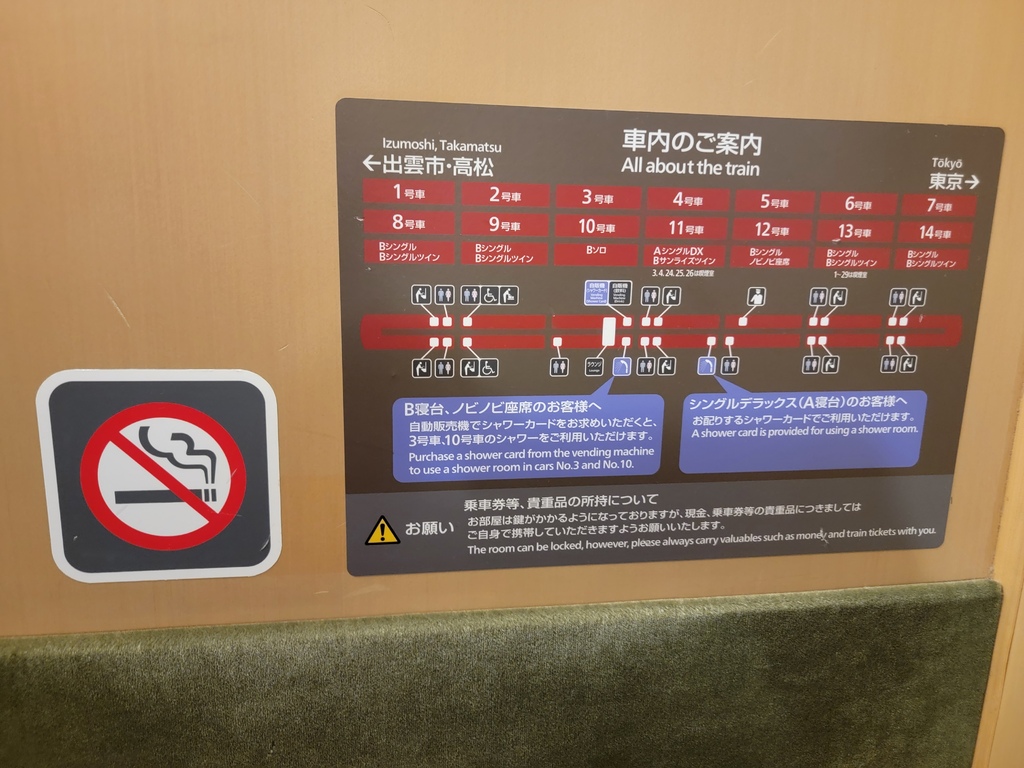 車内のご案内
All about the train
Izumoshi, Takamatsu
←出雲市・高松
Tōkyō
東京→
1号車 2号車 3号車 4号車 5号車 6号車 7号車
8号車 9号車 10号車 11号車 12号車 13号車 14号車
Bシングル Bシングル Bソロ AシングルDX Bシングル Bシングル Bシングル
Bシングルツイン Bシングルツイン Bサンライズツイン ノビノビ座席 Bシングルツイン Bシングルツイン
3.4.24.25.26は喫煙室 1~29は喫煙室
自販機 自販機
ラウンジ
Lounge
B寝台、ノビノビ座席のお客様へ
自動販売機でシャワーカードをお求めいただくと、
3号車、10号車のシャワーをご利用いただけます。
Purchase a shower card from the vending machine
to use a shower room in cars No.3 and No.10.
シングルデラックス(A寝台)のお客様へ
お配りするシャワーカードでご利用いただけます。
A shower card is provided for using a shower room.
お願い
乗車券等、貴重品の所持について
お部屋は鍵がかかるようになっておりますが、現金、乗車券等の貴重品につきましては
ご自身で携帯していただきますようお願いいたします。
The room can be locked, however, please always carry valuables such as money and train tickets with you.